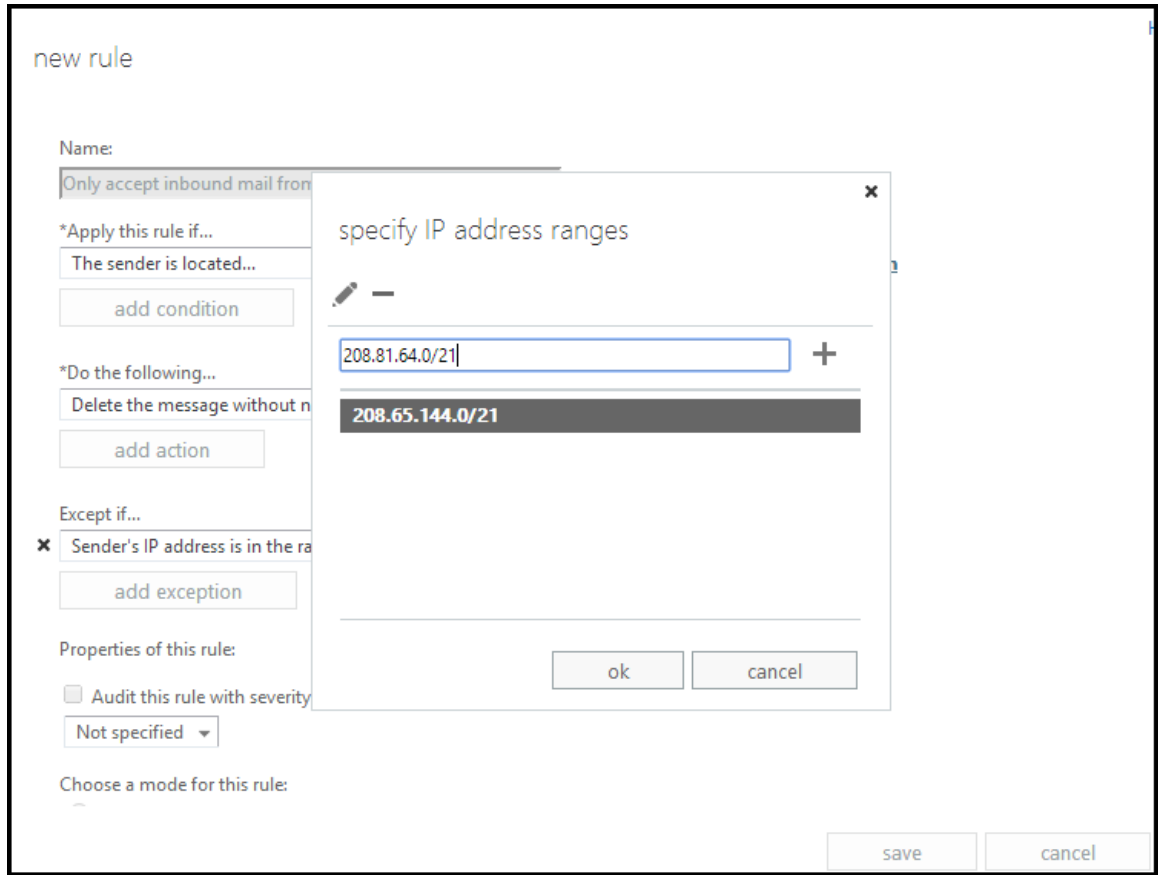 new rule
Name:
Only accept inbound mail from
*Apply this rule if...
The sender is located...
add condition
*Do the following...
Delete the message without n
add action
Except if...
Sender's IP address is in the ra
add exception
Properties of this rule:
Audit this rule with severity
Not specified
Choose a mode for this rule:
specify IP address ranges
208.81.64.0/21
208.65.144.0/21
ok cancel
save cancel